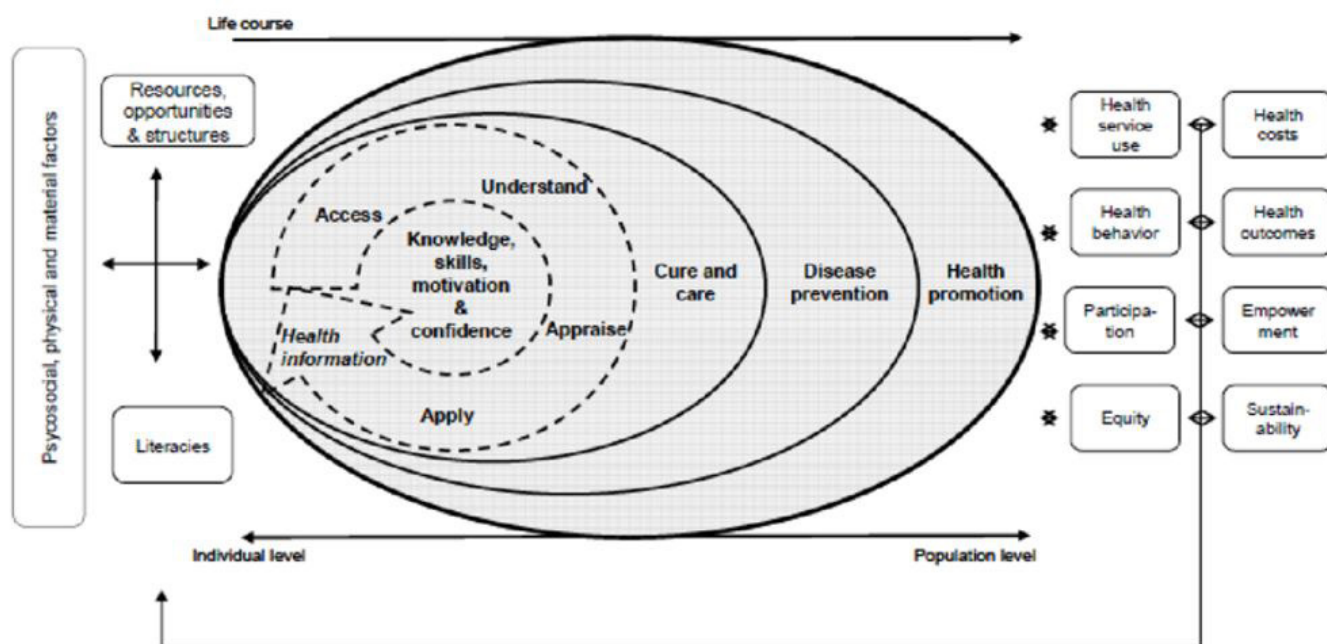 Life course
Psycosocial, physical and material factors
Resources,
opportunities
& structures
Literacies
Access
Understand
Knowledge,
skills,
motivation
&
confidence
Health
information
Appraise
Apply
Cure and
care
Disease
prevention
Health
promotion
Individual level
Population level
Health
service
use
Health
costs
Health
behavior
Health
outcomes
Participa-
tion
Empower
ment
Equity
Sustain-
ability